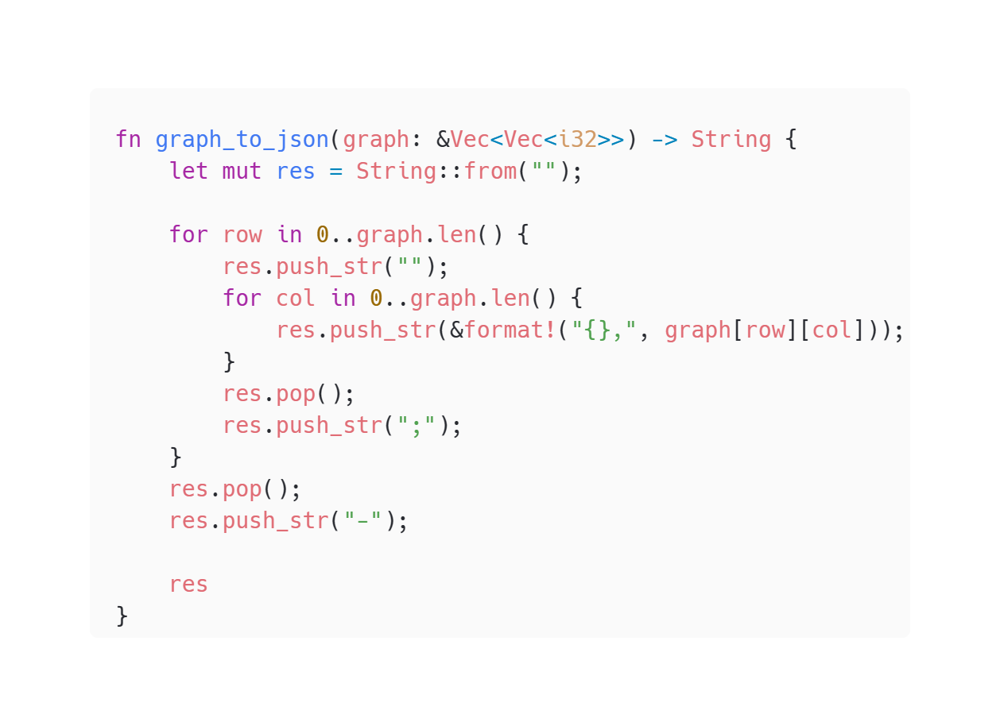 fn graph_to_json(graph: &Vec<Vec<i32>>) -> String {
    let mut res = String::from("");

    for row in 0..graph.len() {
        res.push_str("");
        for col in 0..graph.len() {
            res.push_str(&format!("{},", graph[row][col]));
        }
        res.pop();
        res.push_str(";");
    }
    res.pop();
    res.push_str("-");

    res
}